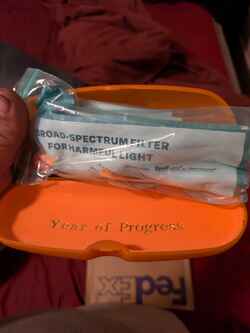 BROAD-SPECTRUM FILTER
FOR HARMFUL LIGHT
Year of Progress
FedEx